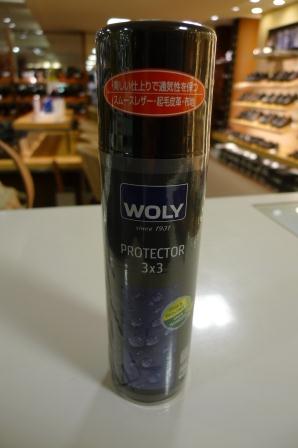 美しい仕上りで通気性を保つ
スムースレザー・起毛皮革・布地
WOLY
since 1931
PROTECTOR
3x3